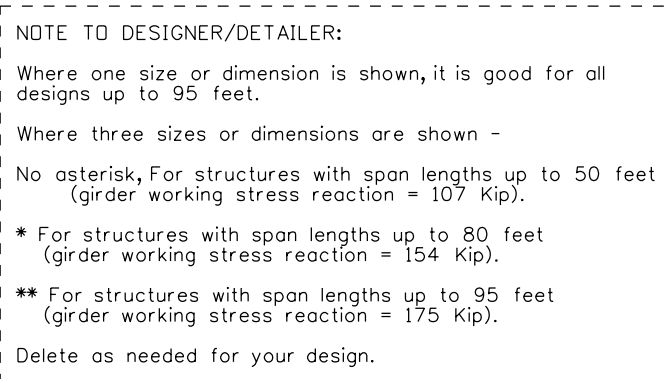 NOTE TO DESIGNER/DETAILER:
Where one size or dimension is shown, it is good for all
designs up to 95 feet.
Where three sizes or dimensions are shown -
No asterisk, For structures with span lengths up to 50 feet
(girder working stress reaction = 107 Kip).
* For structures with span lengths up to 80 feet
(girder working stress reaction = 154 Kip).
** For structures with span lengths up to 95 feet
(girder working stress reaction = 175 Kip).
Delete as needed for your design.